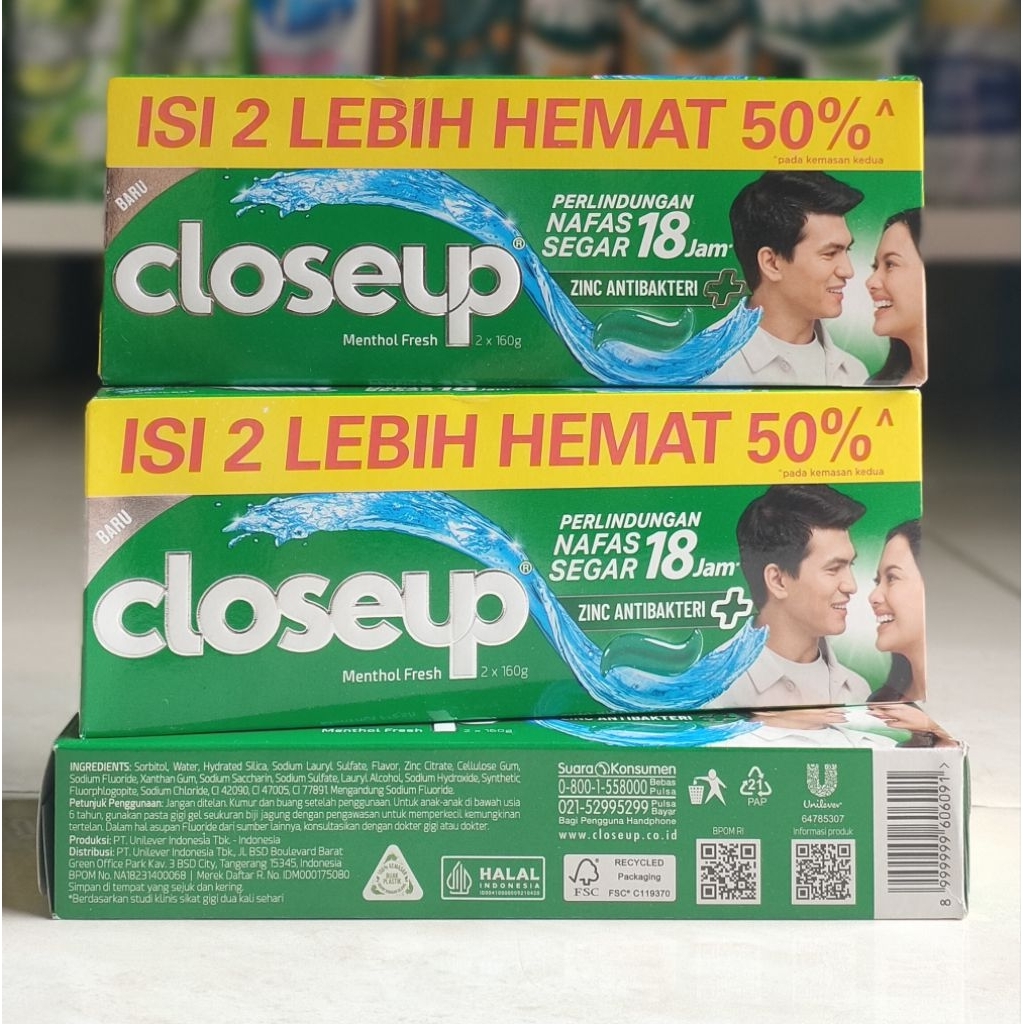 ISI 2 LEBIH HEMAT 50%^
^pada kemasan kedua
BARU
closeup®
PERLINDUNGAN
NAFAS
SEGAR 18 Jam*
ZINC ANTIBAKTERI +
Menthol Fresh 2 x 160g
ISI 2 LEBIH HEMAT 50%^
^pada kemasan kedua
BARU
closeup®
PERLINDUNGAN
NAFAS
SEGAR 18 Jam*
ZINC ANTIBAKTERI +
Menthol Fresh 2 x 160g
Menthol Fresh 2 x 160g
ZINC ANTIBAKTERI
INGREDIENTS: Sorbitol, Water, Hydrated Silica, Sodium Lauryl Sulfate, Flavor, Zinc Citrate, Cellulose Gum,
Sodium Fluoride, Xanthan Gum, Sodium Saccharin, Sodium Sulfate, Lauryl Alcohol, Sodium Hydroxide, Synthetic
Fluorphlogopite, Sodium Chloride, CI 42090, CI 47005, CI 77891 Mengandung Sodium Fluoride.
Petunjuk Penggunaan: Jangan ditelan. Kumur dan buang setelah penggunaan. Untuk anak-anak di bawah usia
6 tahun, gunakan pasta gigi gel seukuran biji jagung dengan pengawasan untuk memperkecil kemungkinan
tertelan. Dalam hal asupan Fluoride dari sumber lainnya, konsultasikan dengan dokter gigi atau dokter.
Produksi: PT. Unilever Indonesia Tbk. - Indonesia
Distribusi: PT. Unilever Indonesia Tbk., JL BSD Boulevard Barat
Green Office Park Kav. 3 BSD City, Tangerang 15345, Indonesia
BPOM No. NA18231400068 | Merek Daftar R. No. IDM000175080
Simpan di tempat yang sejuk dan kering.
*Berdasarkan studi klinis sikat gigi dua kali sehari
Suara Konsumen
0-800-1-558000 Bebas Pulsa
021-52995299 Pulsa Bayar
Bagi Pengguna Handphone
www.closeup.co.id
21
PAP
Unilever
64785307
BPOM RI
Informasi produk
HALAL
INDONESIA
FSC
RECYCLED
Packaging
FSC® C119370
8 999999 606091 >